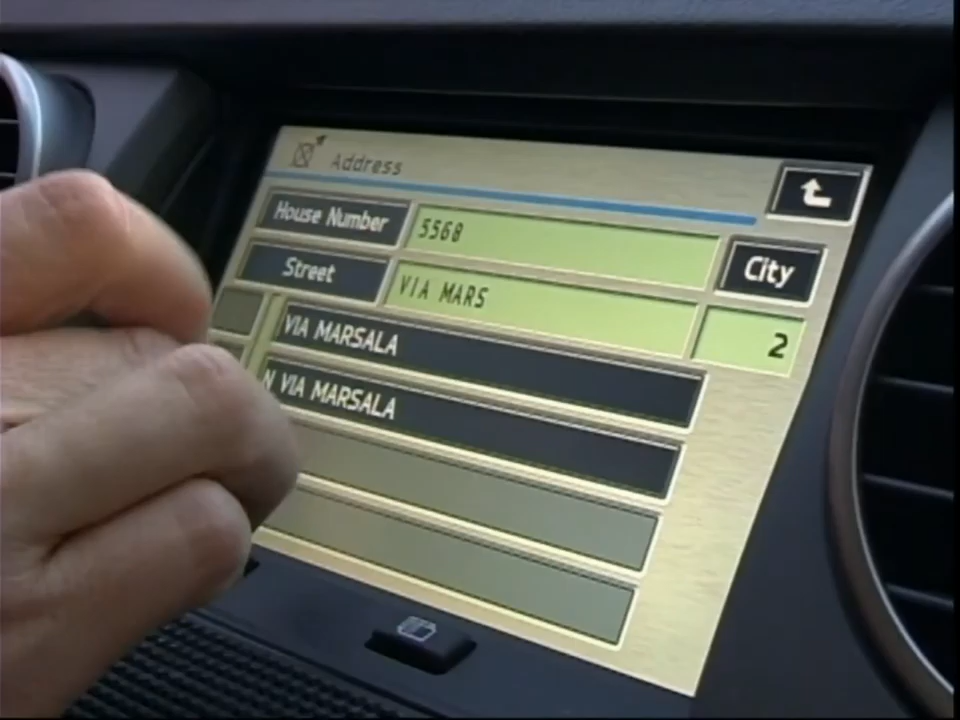 Address
House Number 5568
City
Street VIA MARS
2
VIA MARSALA
N VIA MARSALA